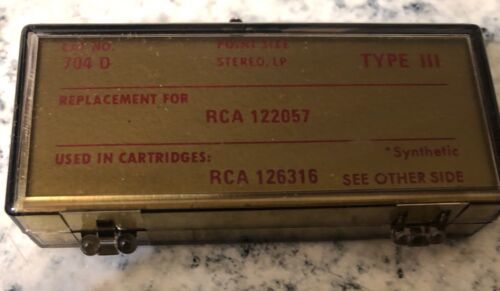 CAT NO. POINT SIZE
704 D STEREO, LP TYPE III
REPLACEMENT FOR
RCA 122057
USED IN CARTRIDGES: *Synthetic
RCA 126316 SEE OTHER SIDE